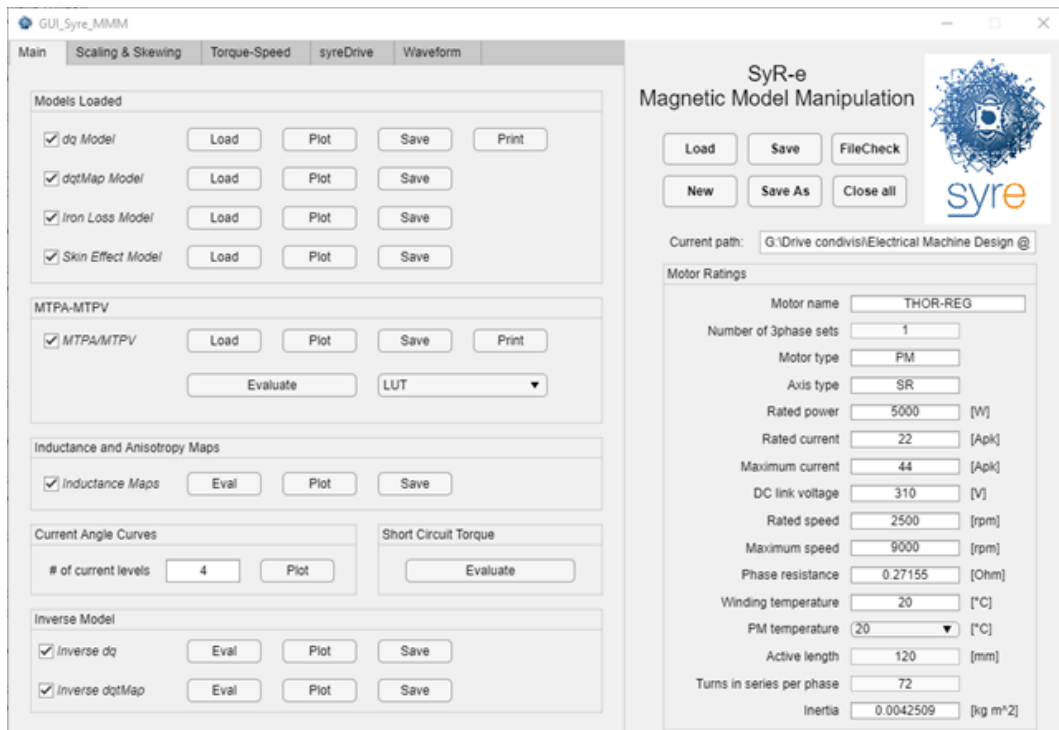 GUI_Syre_MMM
Main Scaling & Skewing Torque-Speed syreDrive Waveform
Models Loaded
dq Model Load Plot Save Print
dqtMap Model Load Plot Save
Iron Loss Model Load Plot Save
Skin Effect Model Load Plot Save
MTPA-MTPV
MTPA/MTPV Load Plot Save Print
Evaluate LUT
Inductance and Anisotropy Maps
Inductance Maps Eval Plot Save
Current Angle Curves
# of current levels 4 Plot
Short Circuit Torque
Evaluate
Inverse Model
Inverse dq Eval Plot Save
Inverse dqtMap Eval Plot Save
SyR-e
Magnetic Model Manipulation
syre
Load Save FileCheck
New Save As Close all
Current path: G:\Drive condivisi\Electrical Machine Design @
Motor Ratings
Motor name THOR-REG
Number of 3phase sets 1
Motor type PM
Axis type SR
Rated power 5000 [W]
Rated current 22 [Apk]
Maximum current 44 [Apk]
DC link voltage 310 [V]
Rated speed 2500 [rpm]
Maximum speed 9000 [rpm]
Phase resistance 0.27155 [Ohm]
Winding temperature 20 [°C]
PM temperature 20 [°C]
Active length 120 [mm]
Turns in series per phase 72
Inertia 0.0042509 [kg m^2]